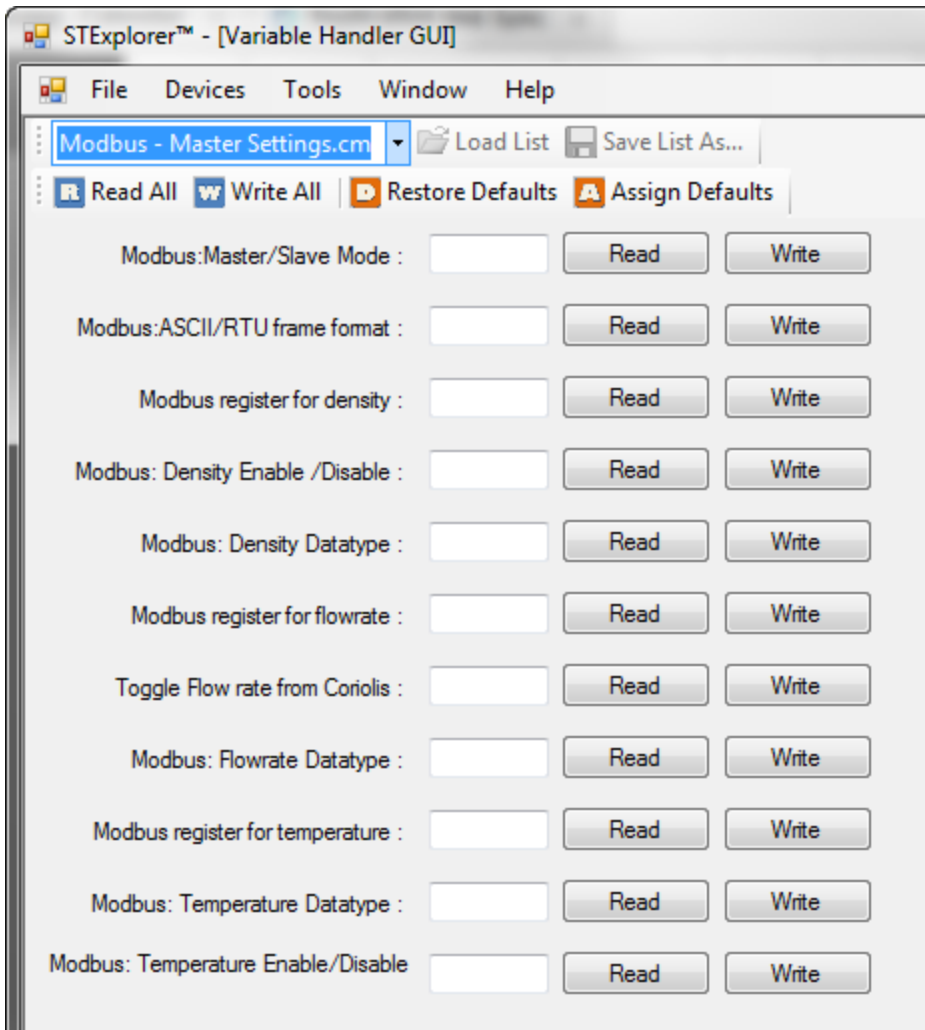 STExplorer™ - [Variable Handler GUI]
File Devices Tools Window Help
Modbus - Master Settings.cm Load List Save List As...
R Read All W Write All D Restore Defaults A Assign Defaults
Modbus:Master/Slave Mode : Read Write
Modbus:ASCII/RTU frame format : Read Write
Modbus register for density : Read Write
Modbus: Density Enable /Disable : Read Write
Modbus: Density Datatype : Read Write
Modbus register for flowrate : Read Write
Toggle Flow rate from Coriolis : Read Write
Modbus: Flowrate Datatype : Read Write
Modbus register for temperature : Read Write
Modbus: Temperature Datatype : Read Write
Modbus: Temperature Enable/Disable Read Write